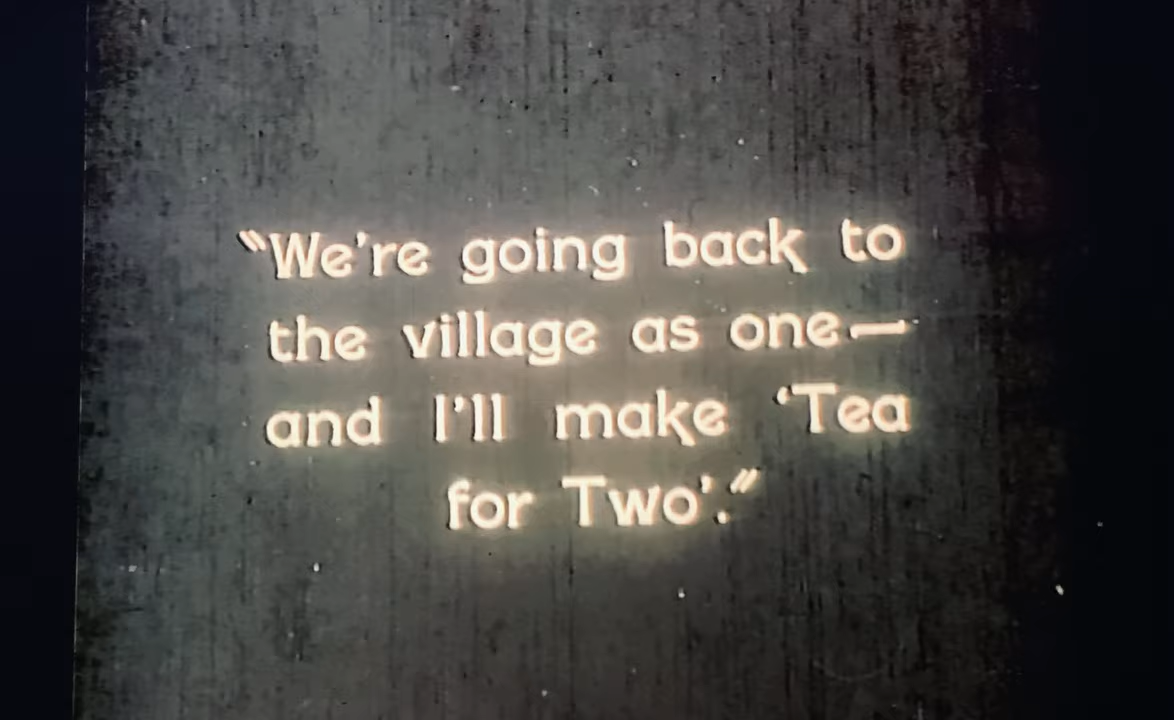 "We're going back to
the village as one—
and I'll make 'Tea
for Two'."